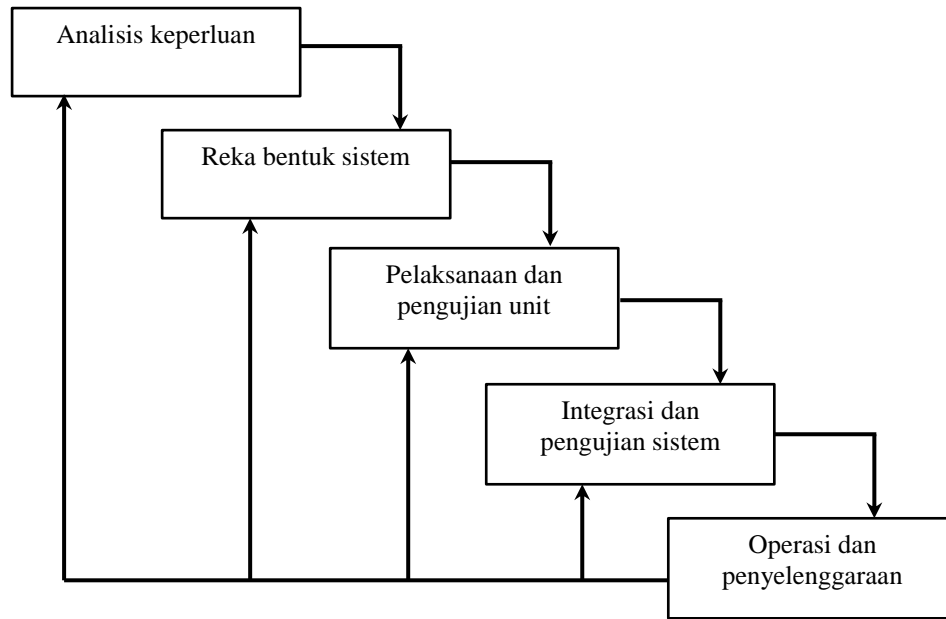 Analisis keperluan
Reka bentuk sistem
Pelaksanaan dan
pengujian unit
Integrasi dan
pengujian sistem
Operasi dan
penyelenggaraan